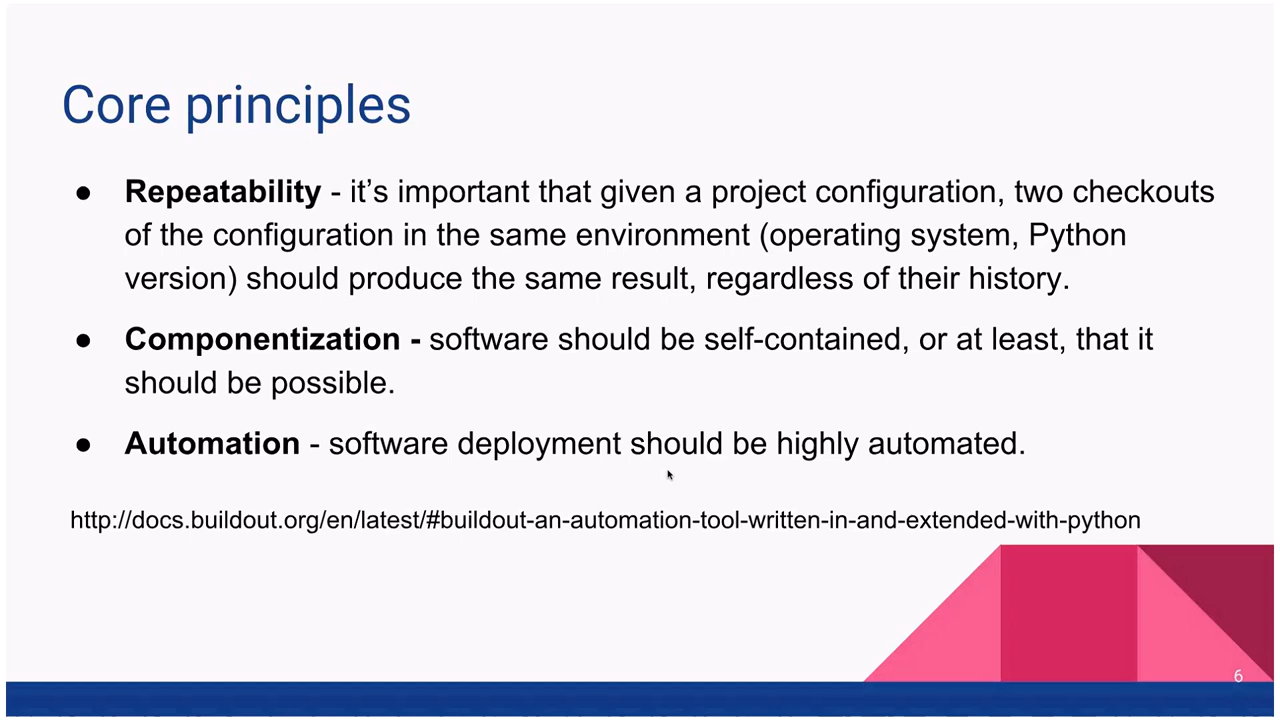 Core principles
● Repeatability - it’s important that given a project configuration, two checkouts
of the configuration in the same environment (operating system, Python
version) should produce the same result, regardless of their history.
● Componentization - software should be self-contained, or at least, that it
should be possible.
● Automation - software deployment should be highly automated.
http://docs.buildout.org/en/latest/#buildout-an-automation-tool-written-in-and-extended-with-python
6